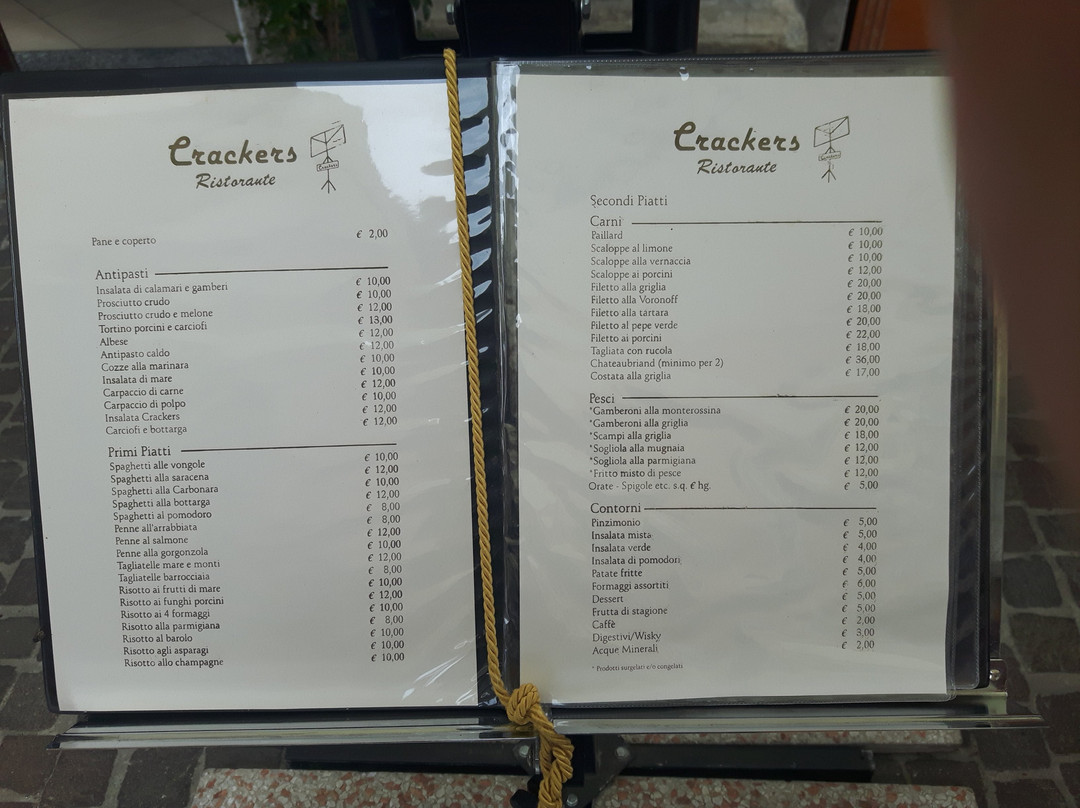 Crackers
Ristorante
Pane e coperto € 2,00
Antipasti
Insalata di calamari e gamberi € 10,00
Prosciutto crudo € 10,00
Prosciutto crudo e melone € 12,00
Tortino porcini e carciofi € 13,00
Albese € 12,00
Antipasto caldo € 12,00
Cozze alla marinara € 10,00
Insalata di mare € 10,00
Carpaccio di carne € 12,00
Carpaccio di polpo € 10,00
Insalata Crackers € 12,00
Carciofi e bottarga € 12,00
Primi Piatti
Spaghetti alle vongole € 10,00
Spaghetti alla saracena € 12,00
Spaghetti alla Carbonara € 10,00
Spaghetti alla bottarga € 12,00
Spaghetti al pomodoro € 8,00
Penne all'arrabbiata € 8,00
Penne al salmone € 12,00
Penne alla gorgonzola € 10,00
Tagliatelle mare e monti € 12,00
Tagliatelle barrocciaia € 8,00
Risotto ai frutti di mare € 10,00
Risotto ai funghi porcini € 12,00
Risotto ai 4 formaggi € 10,00
Risotto alla parmigiana € 8,00
Risotto al barolo € 10,00
Risotto agli asparagi € 10,00
Risotto allo champagne € 10,00
Crackers
Ristorante
Secondi Piatti
Carni
Paillard € 10,00
Scaloppe al limone € 10,00
Scaloppe alla vernaccia € 10,00
Scaloppe ai porcini € 12,00
Filetto alla griglia € 20,00
Filetto alla Voronoff € 20,00
Filetto alla tartara € 18,00
Filetto al pepe verde € 20,00
Filetto ai porcini € 22,00
Tagliata con rucola € 18,00
Chateaubriand (minimo per 2) € 36,00
Costata alla griglia € 17,00
Pesci
*Gamberoni alla monterossina € 20,00
*Gamberoni alla griglia € 20,00
*Scampi alla griglia € 18,00
*Sogliola alla mugnaia € 12,00
*Sogliola alla parmigiana € 12,00
*Fritto misto di pesce € 12,00
Orate - Spigole etc. s.q. € hg. € 5,00
Contorni
Pinzimonio € 5,00
Insalata mista € 5,00
Insalata verde € 4,00
Insalata di pomodori € 4,00
Patate fritte € 5,00
Formaggi assortiti € 6,00
Dessert € 5,00
Frutta di stagione € 5,00
Caffè € 2,00
Digestivi/Wisky € 3,00
Acque Minerali € 2,00
* Prodotti surgelati e/o congelati